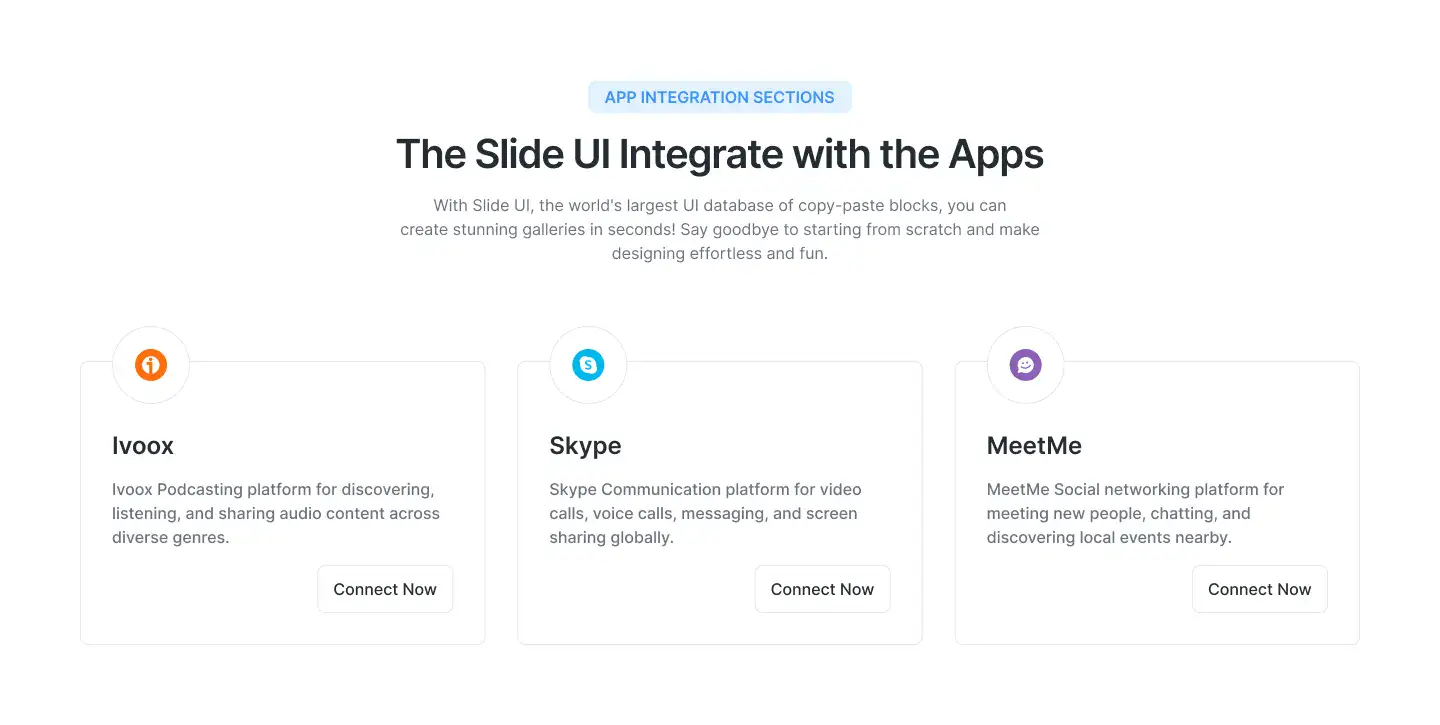 APP INTEGRATION SECTIONS
The Slide UI Integrate with the Apps
With Slide UI, the world's largest UI database of copy-paste blocks, you can
create stunning galleries in seconds! Say goodbye to starting from scratch and make
designing effortless and fun.
Ivoox
Ivoox Podcasting platform for discovering,
listening, and sharing audio content across
diverse genres.
Connect Now
Skype
Skype Communication platform for video
calls, voice calls, messaging, and screen
sharing globally.
Connect Now
MeetMe
MeetMe Social networking platform for
meeting new people, chatting, and
discovering local events nearby.
Connect Now